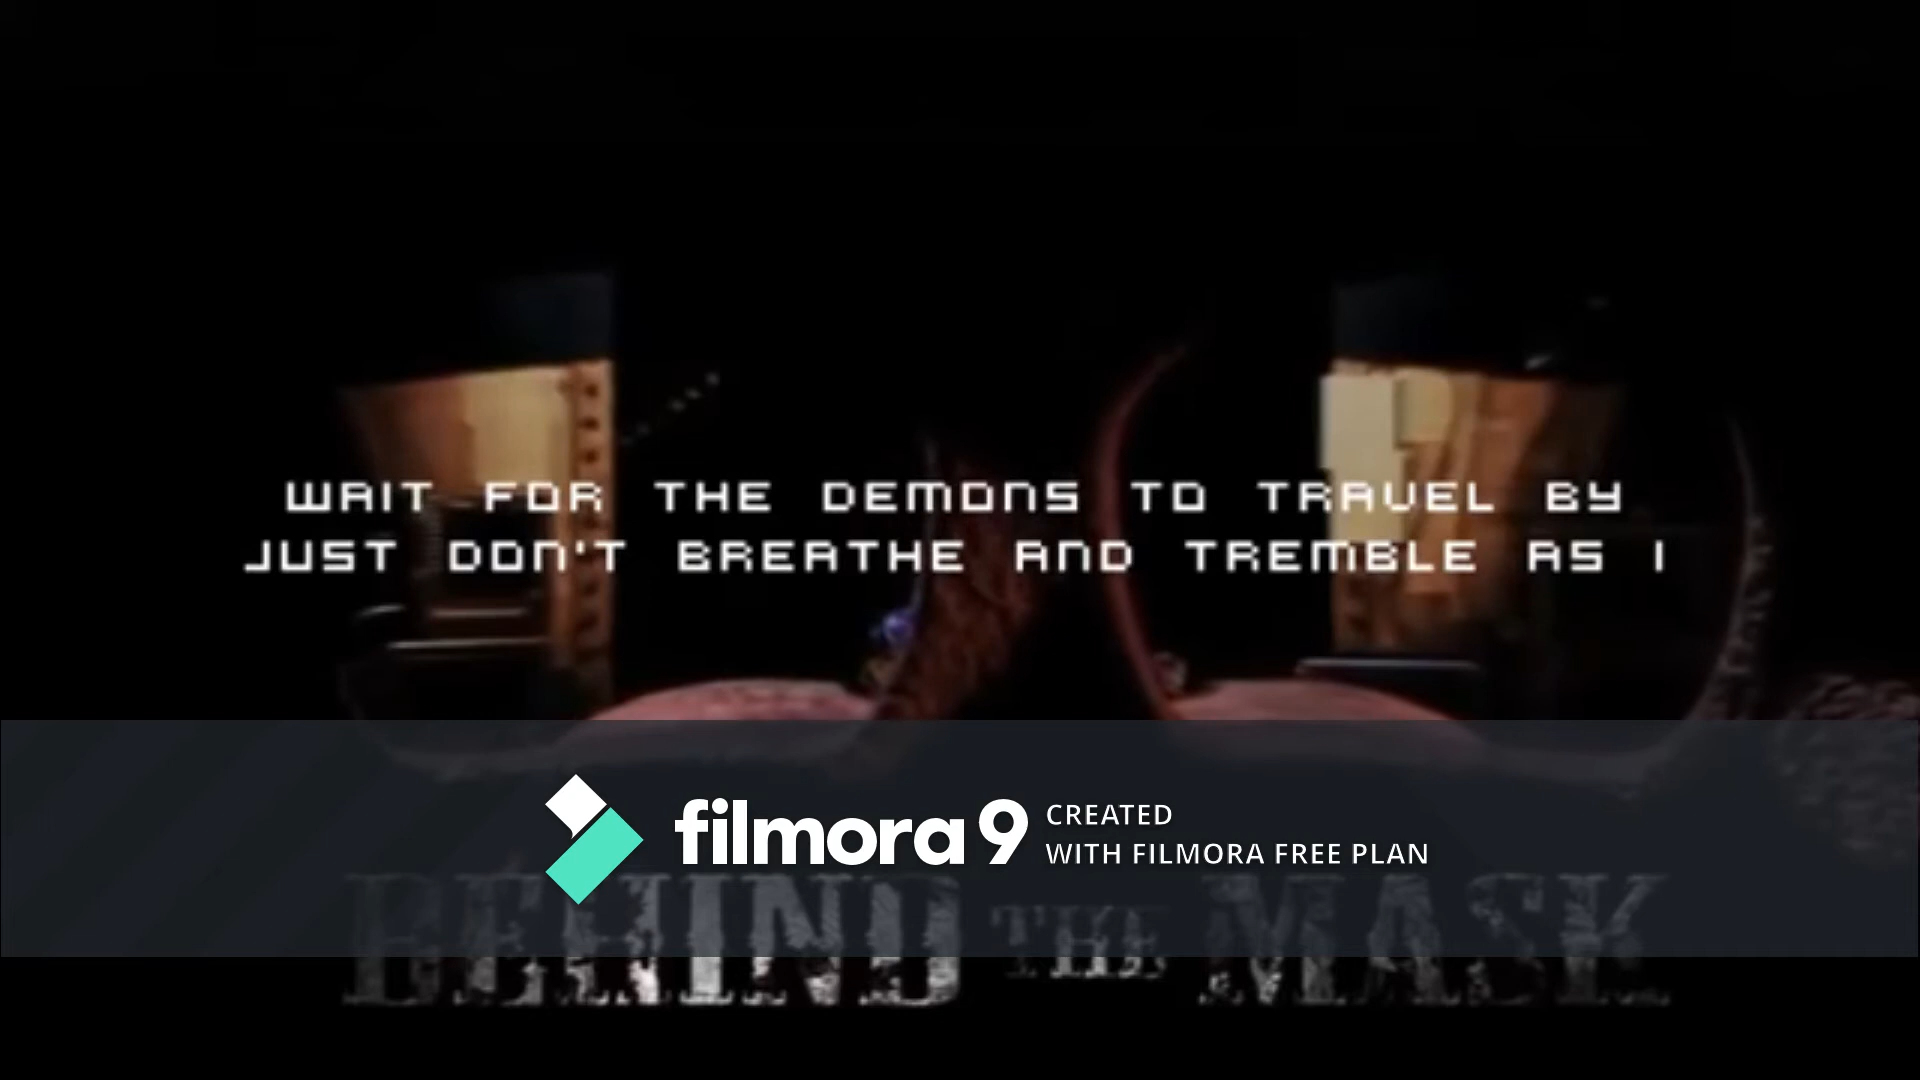 WAIT FOR THE DEMONS TO TRAVEL BY
JUST DON'T BREATHE AND TREMBLE AS I
filmora 9 CREATED
WITH FILMORA FREE PLAN
BEHIND THE MASK